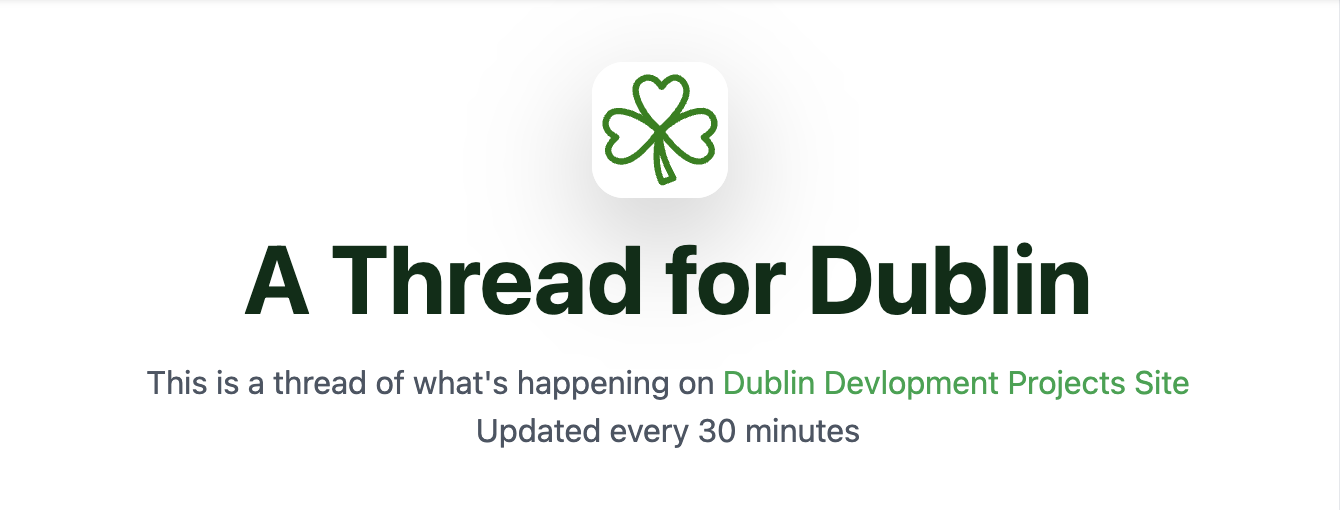 A Thread for Dublin
This is a thread of what's happening on Dublin Devlopment Projects Site
Updated every 30 minutes